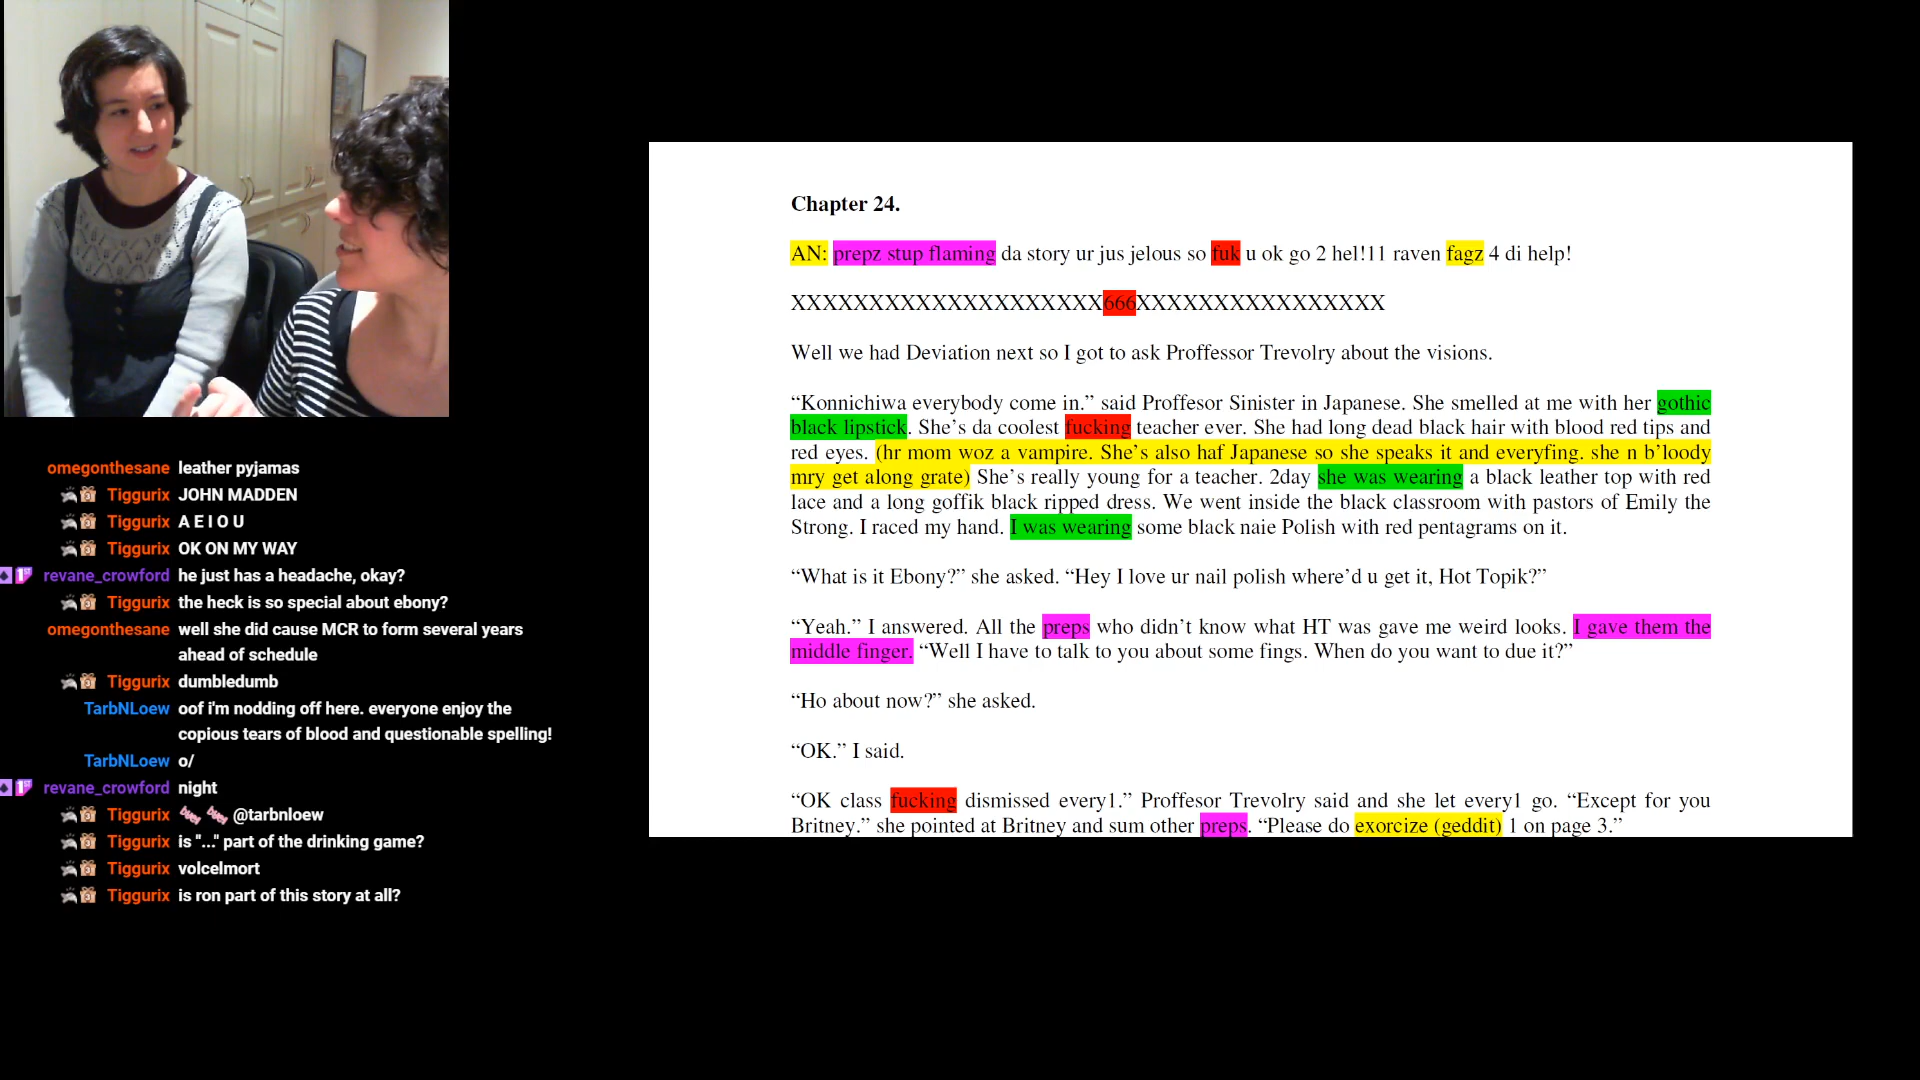 omegonthesane leather pyjamas
Tiggurix JOHN MADDEN
Tiggurix A E I O U
Tiggurix OK ON MY WAY
revane_crowford he just has a headache, okay?
Tiggurix the heck is so special about ebony?
omegonthesane well she did cause MCR to form several years
ahead of schedule
Tiggurix dumbledumb
TarbNLoew oof i'm nodding off here. everyone enjoy the
copious tears of blood and questionable spelling!
TarbNLoew o/
revane_crowford night
Tiggurix @tarbnloew
Tiggurix is "..." part of the drinking game?
Tiggurix volcelmort
Tiggurix is ron part of this story at all?
Chapter 24.
AN: prepz stup flaming da story ur jus jelous so fuk u ok go 2 hel!11 raven fagz 4 di help!
XXXXXXXXXXXXXXXXXXXX666XXXXXXXXXXXXXXXX
Well we had Deviation next so I got to ask Proffessor Trevolry about the visions.
“Konnichiwa everybody come in.” said Proffesor Sinister in Japanese. She smelled at me with her gothic
black lipstick. She’s da coolest fucking teacher ever. She had long dead black hair with blood red tips and
red eyes. (hr mom woz a vampire. She’s also haf Japanese so she speaks it and everyfing. she n b’loody
mry get along grate) She’s really young for a teacher. 2day she was wearing a black leather top with red
lace and a long goffik black ripped dress. We went inside the black classroom with pastors of Emily the
Strong. I raced my hand. I was wearing some black naie Polish with red pentagrams on it.
“What is it Ebony?” she asked. “Hey I love ur nail polish where’d u get it, Hot Topik?”
“Yeah.” I answered. All the preps who didn’t know what HT was gave me weird looks. I gave them the
middle finger. “Well I have to talk to you about some fings. When do you want to due it?”
“Ho about now?” she asked.
“OK.” I said.
“OK class fucking dismissed every1.” Proffesor Trevolry said and she let every1 go. “Except for you
Britney.” she pointed at Britney and sum other preps. “Please do exorcize (geddit) 1 on page 3.”